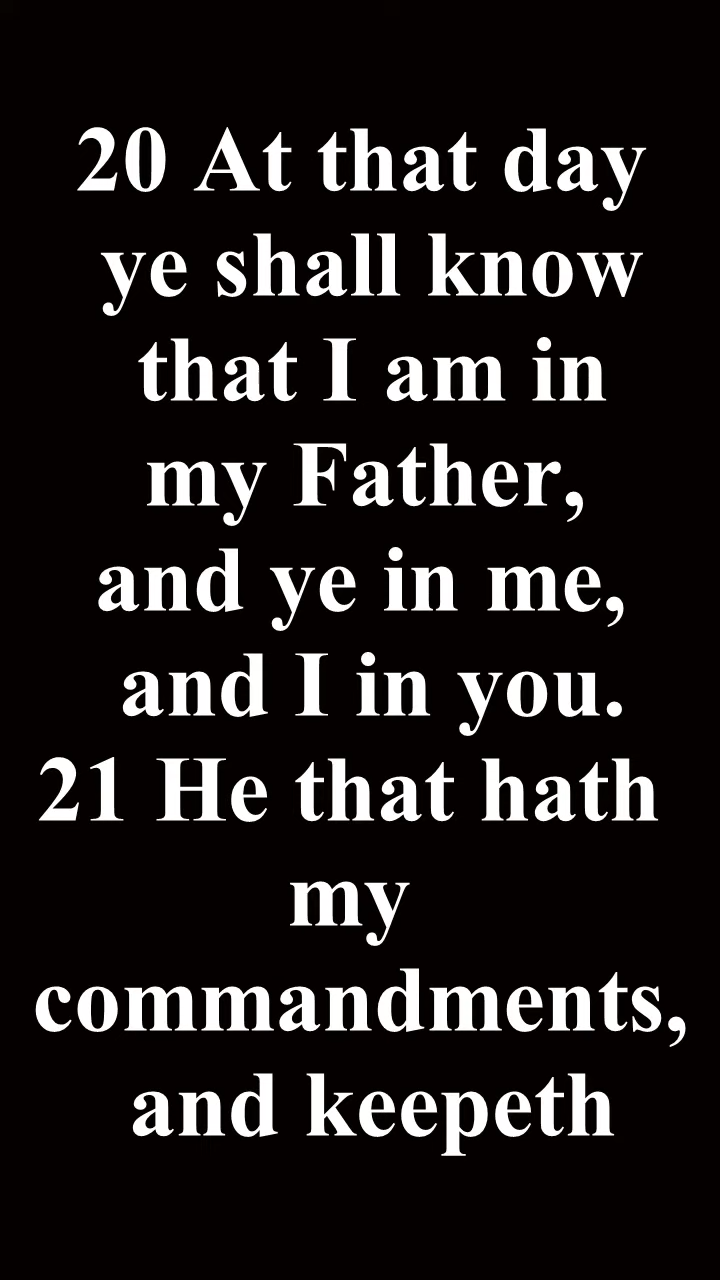 20 At that day
ye shall know
that I am in
my Father,
and ye in me,
and I in you.
21 He that hath
my
commandments,
and keepeth